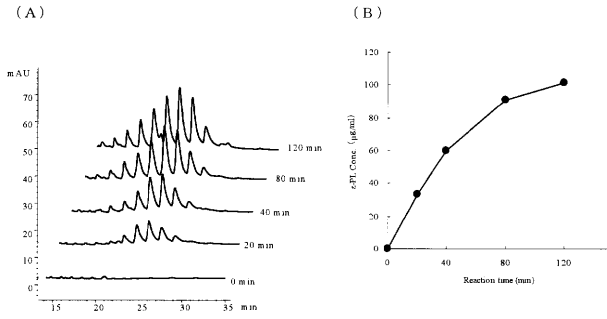 (A)
mAU
70
60
50
40
30
20
10
0
120 min
80 min
40 min
20 min
0 min
15 20 25 30 35 min
(B)
120
100
80
60
40
20
0
ε-PL Conc. (μg/ml)
0 20 40 80 120
Reaction time (mm)